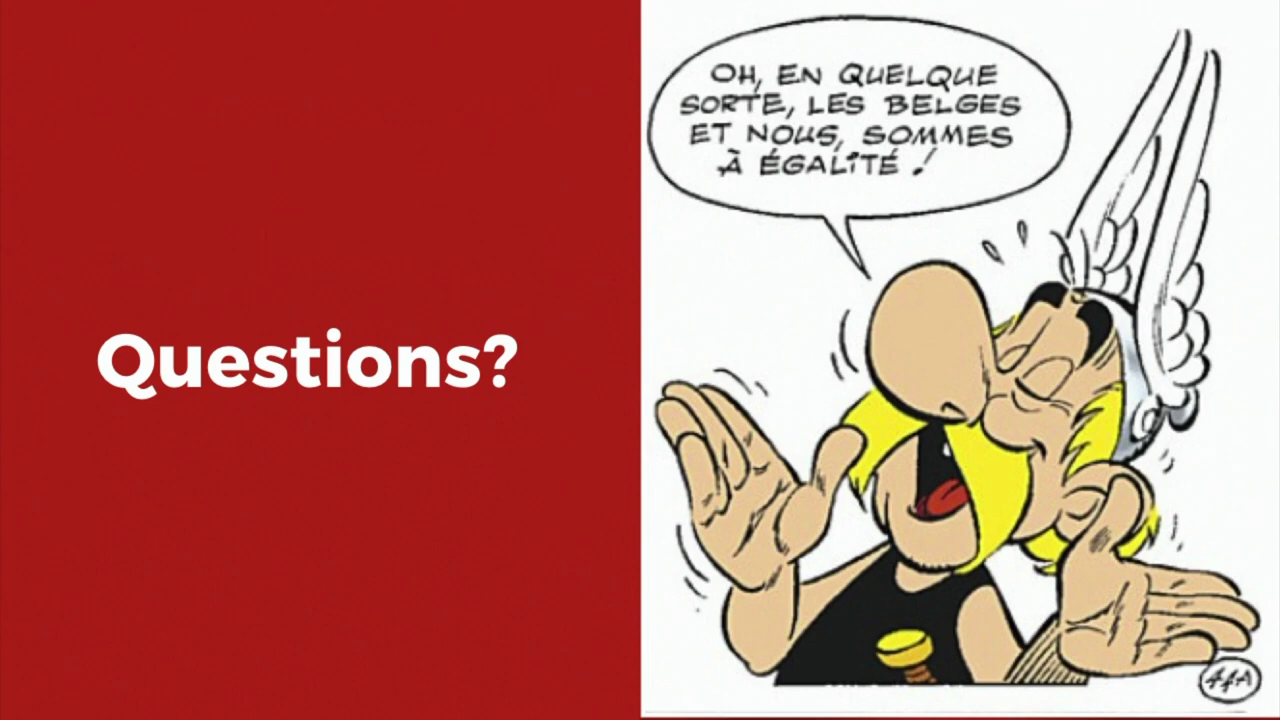 Questions?
OH, EN QUELQUE
SORTE, LES BELGES
ET NOUS, SOMMES
À ÉGALITÉ !